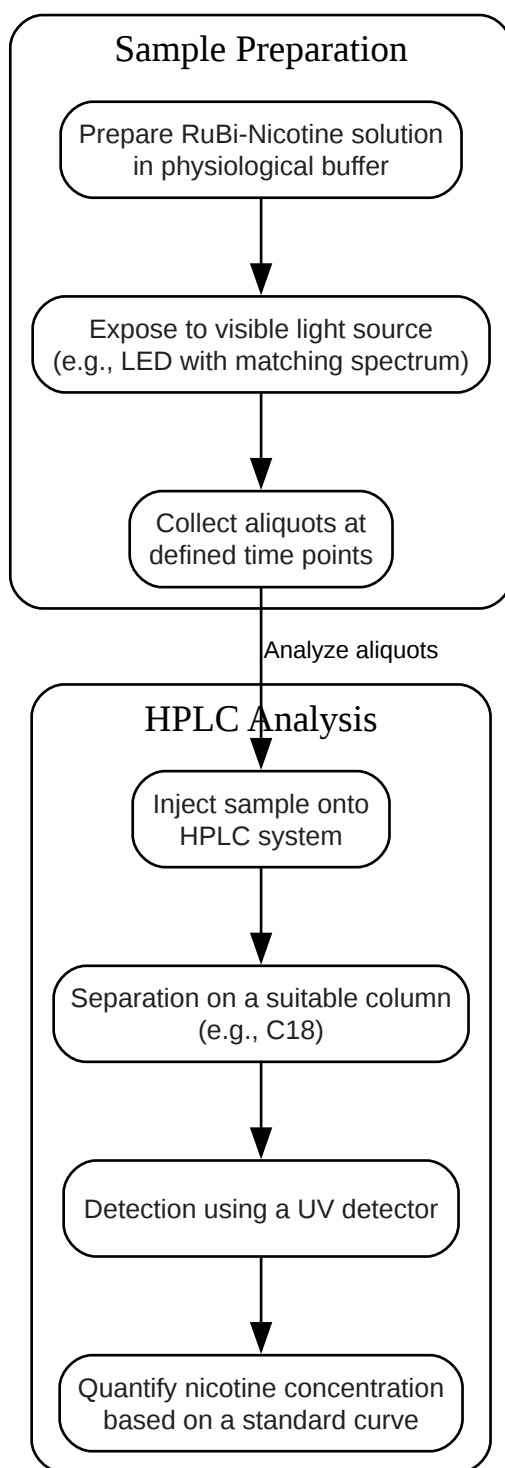 Sample Preparation
Prepare RuBi-Nicotine solution
in physiological buffer
Expose to visible light source
(e.g., LED with matching spectrum)
Collect aliquots at
defined time points
Analyze aliquots
HPLC Analysis
Inject sample onto
HPLC system
Separation on a suitable column
(e.g., C18)
Detection using a UV detector
Quantify nicotine concentration
based on a standard curve